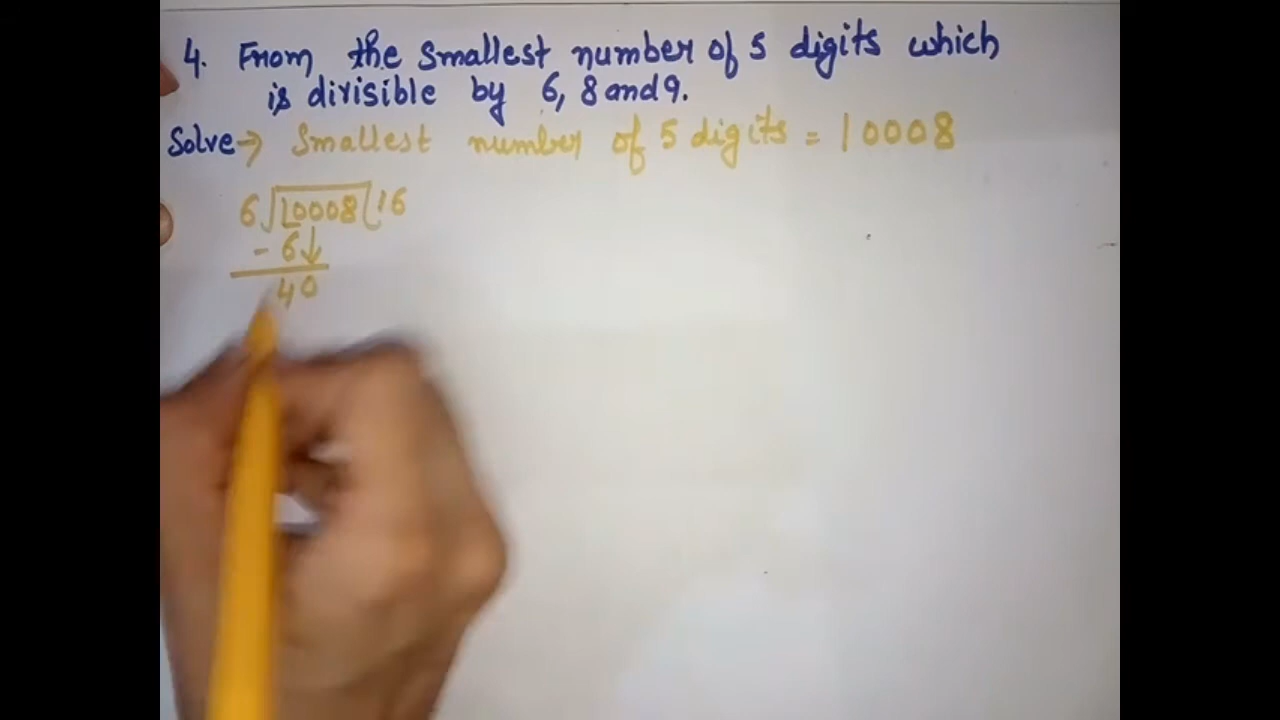 4. From the smallest number of 5 digits which
is divisible by 6, 8 and 9.
Solve → Smallest number of 5 digits = 10008
6 10008 16
- 6↓
40